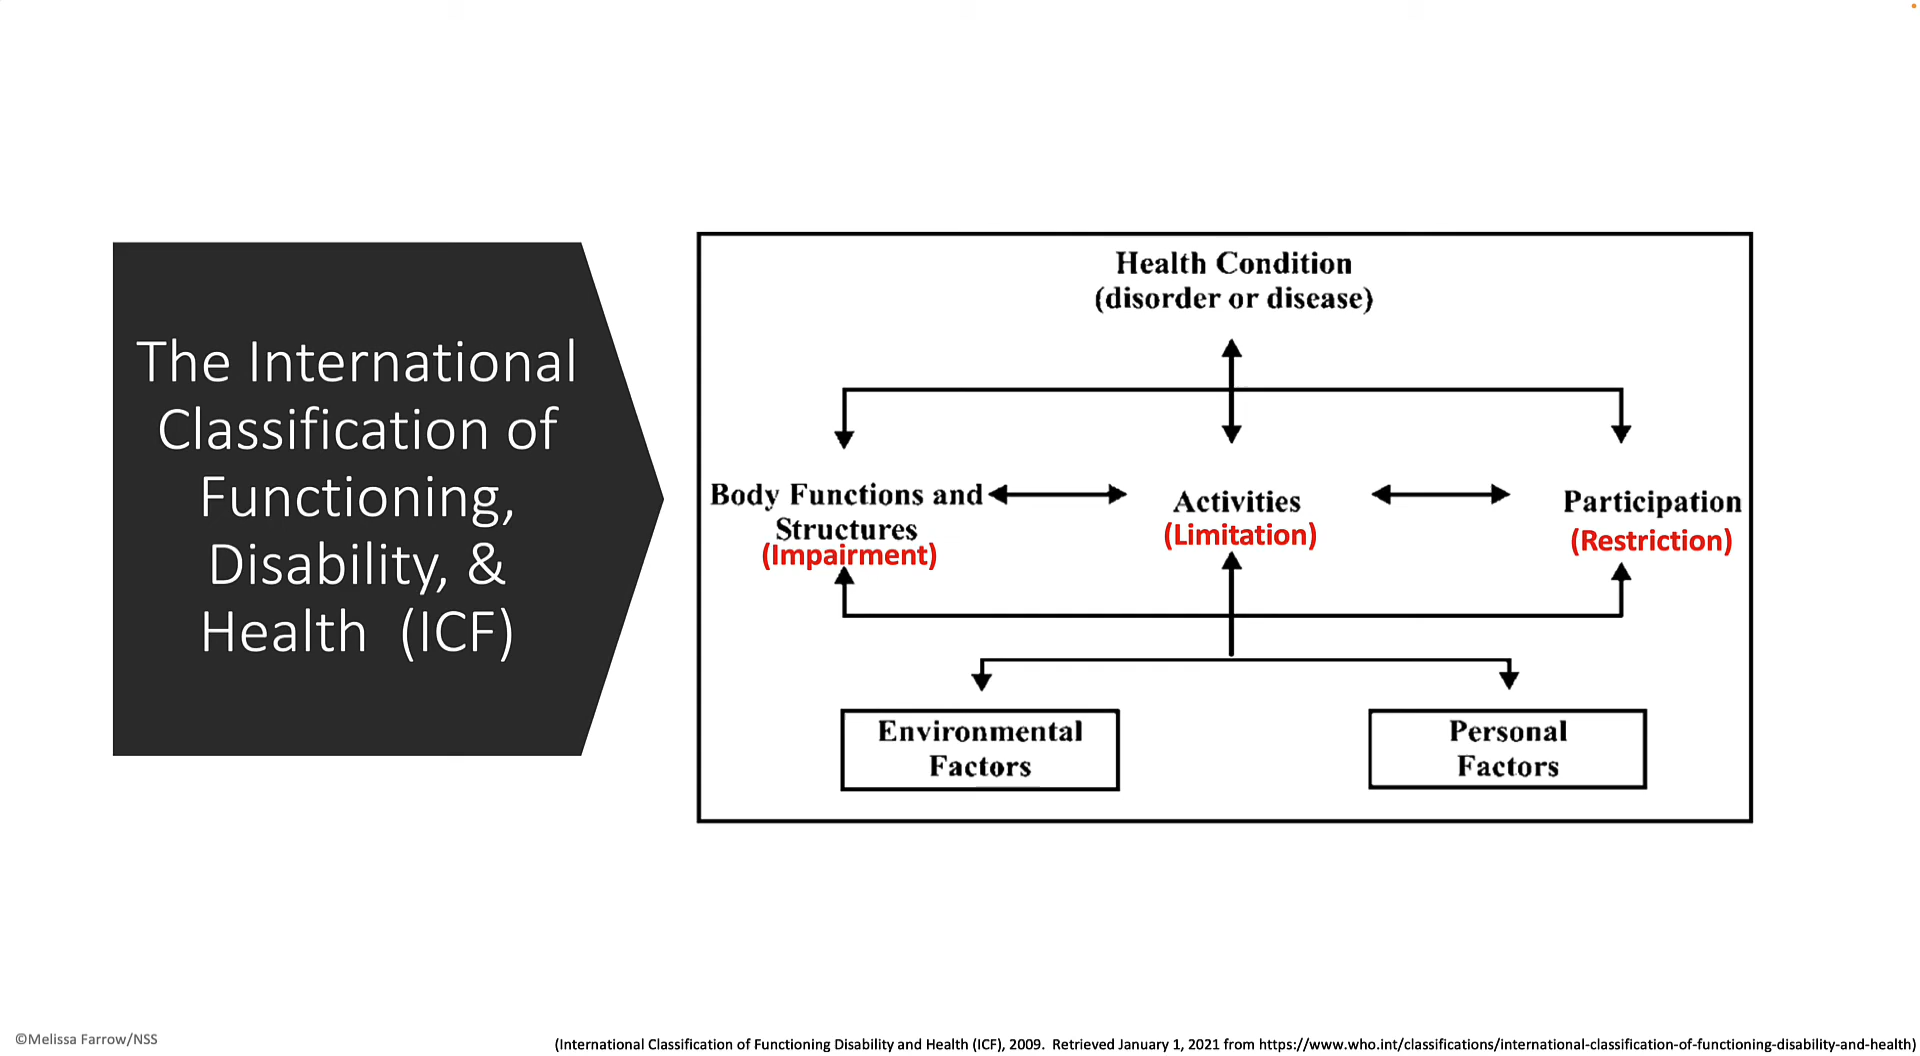 The International
Classification of
Functioning,
Disability, &
Health (ICF)
Health Condition
(disorder or disease)
Body Functions and
Structures
(Impairment)
Activities
(Limitation)
Participation
(Restriction)
Environmental
Factors
Personal
Factors
©Melissa Farrow/NSS
(International Classification of Functioning Disability and Health (ICF), 2009. Retrieved January 1, 2021 from https://www.who.int/classifications/international-classification-of-functioning-disability-and-health)